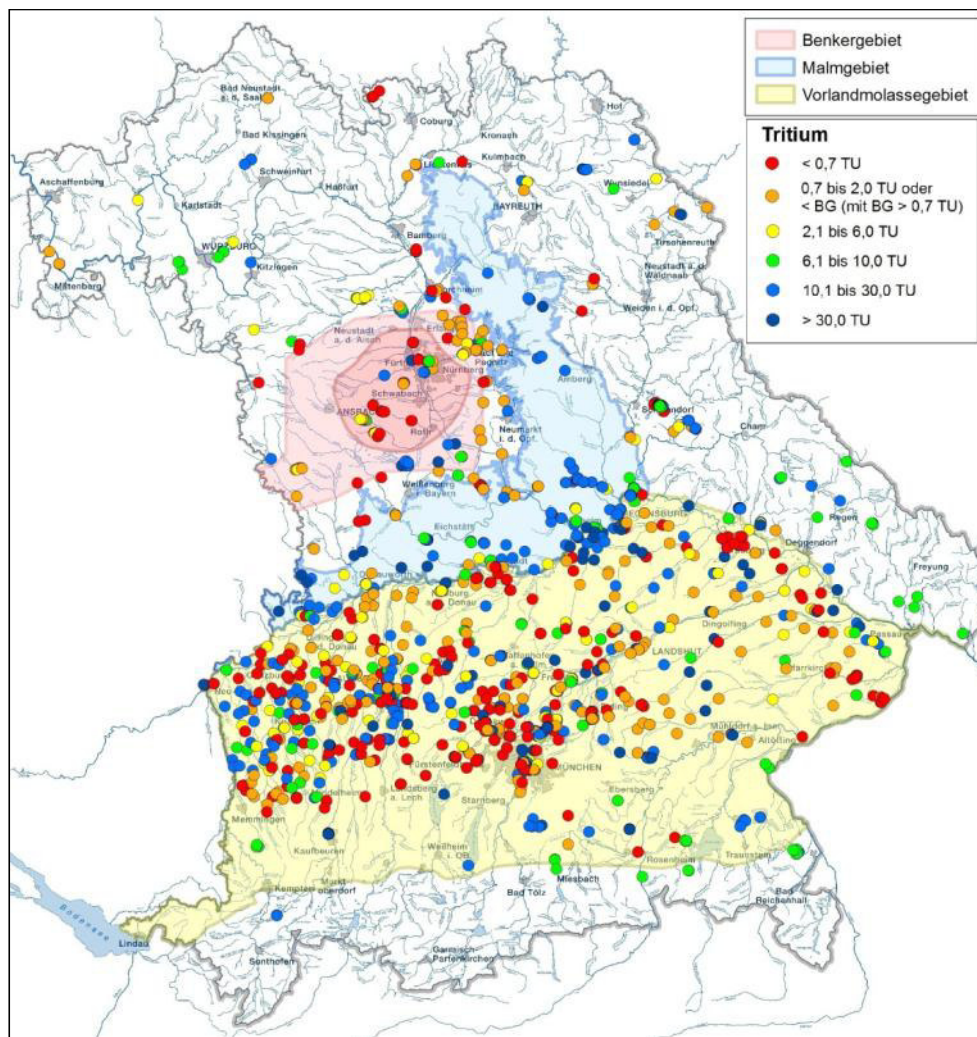 Benkergebiet
Malmgebiet
Vorlandmolassegebiet
Tritium
< 0,7 TU
0,7 bis 2,0 TU oder
< BG (mit BG > 0,7 TU)
2,1 bis 6,0 TU
6,1 bis 10,0 TU
10,1 bis 30,0 TU
> 30,0 TU
Bad Neustadt
a. d. Saale
Coburg
Hof
Kronach
Bad Kissingen
Kulmbach
Aschaffenburg
Schweinfurt
Haßfurt
Wunsiedel
Karlstadt
BAYREUTH
Bamberg
WÜRZBURG
Tirschenreuth
Kitzingen
Miltenberg
Neustadt a. d.
Waldnaab
Weiden i. d. Opf.
Neustadt
a. d. Aisch
Nürnberg
Amberg
Schwabach
Roth
Neumarkt
i. d. Opf.
Cham
Weißenburg
i. Bayern
Eichstätt
Regen
Deggendorf
Freyung
a. d. Donau
Dingolfing
Passau
LANDSHUT
d. Donau
Altötting
MÜNCHEN
Ebersberg
Landsberg
a. Lech
Starnberg
Memmingen
Kaufbeuren
Weilheim
i. OB
Rosenheim
Traunstein
Miesbach
Kempten
Markt
oberdorf
Bad Tölz
Bad
Reichenhall
Bodensee
Lindau
Sonthofen
Garmisch-
Partenkirchen